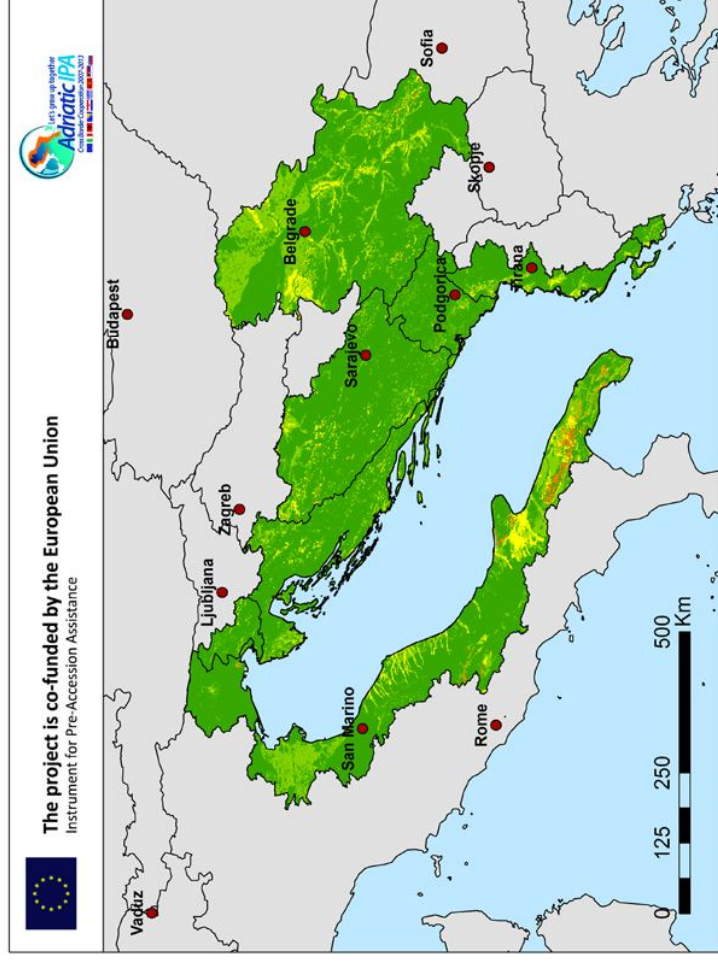 The project is co-funded by the European Union
Instrument for Pre-Accession Assistance
Let's grow up together
Adriatic IPA
Cross Border Cooperation 2007-2013
Vaduz
Budapest
Ljubljana
Zagreb
Belgrade
Sarajevo
San Marino
Podgorica
Sofia
Skopje
Tirana
Rome
0 125 250 500
Km